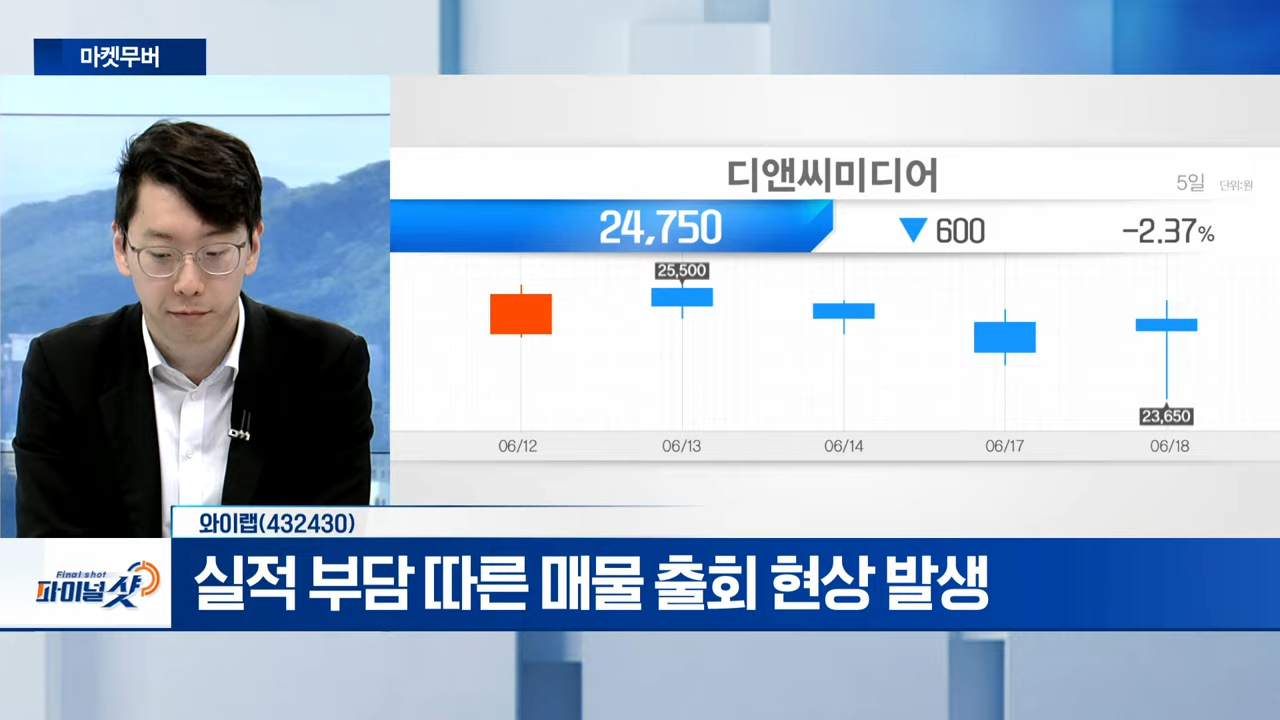 마켓무버
디앤씨미디어
5일 단위:원
24,750 ▼ 600 -2.37%
25,500
23,650
06/12 06/13 06/14 06/17 06/18
와이랩(432430)
Final shot
파이널샷
실적 부담 따른 매물 출회 현상 발생